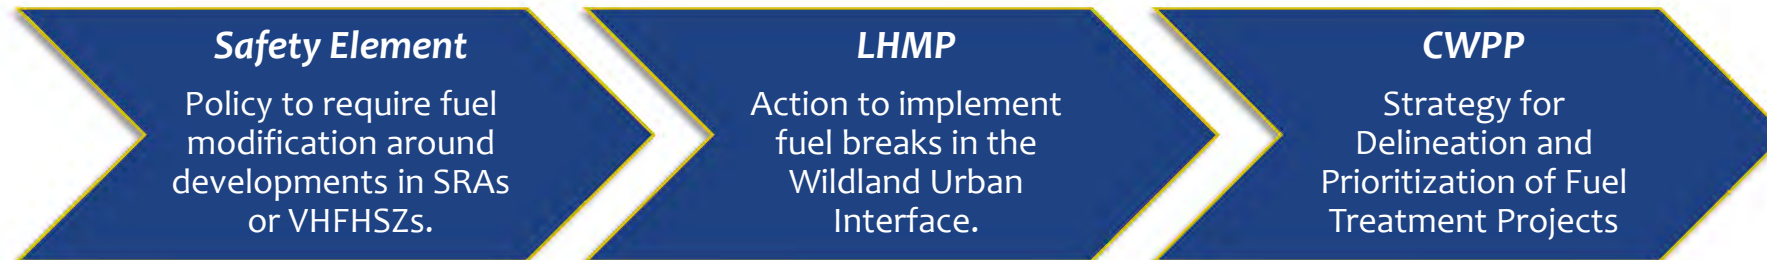 Safety Element
Policy to require fuel
modification around
developments in SRAs
or VHFHSZs.
LHMP
Action to implement
fuel breaks in the
Wildland Urban
Interface.
CWPP
Strategy for
Delineation and
Prioritization of Fuel
Treatment Projects